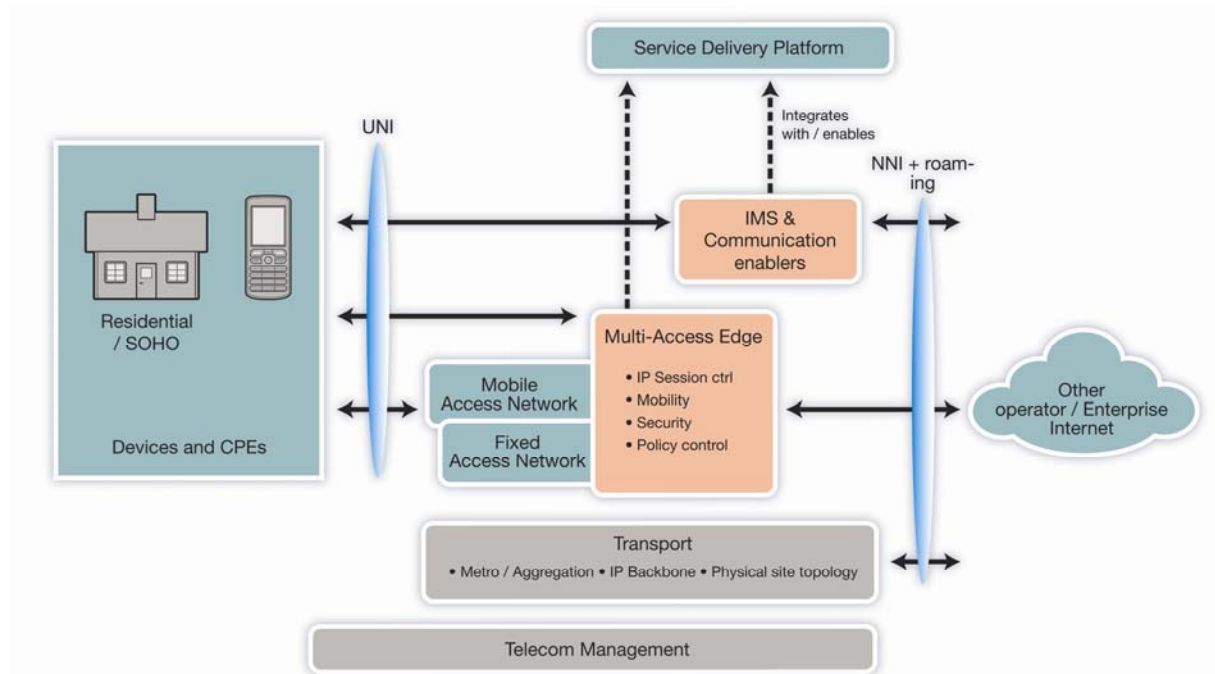 Service Delivery Platform
Integrates
with / enables
UNI
NNI + roam-
ing
IMS &
Communication
enablers
Residential
/ SOHO
Devices and CPEs
Multi-Access Edge
• IP Session ctrl
• Mobility
• Security
• Policy control
Mobile
Access Network
Fixed
Access Network
Other
operator / Enterprise
Internet
Transport
• Metro / Aggregation • IP Backbone • Physical site topology
Telecom Management